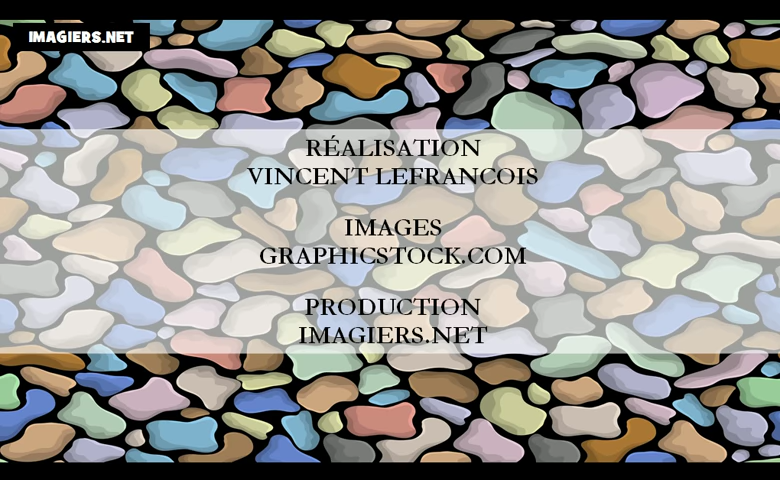 IMAGIERS.NET
RÉALISATION
VINCENT LEFRANCOIS
IMAGES
GRAPHICSTOCK.COM
PRODUCTION
IMAGIERS.NET